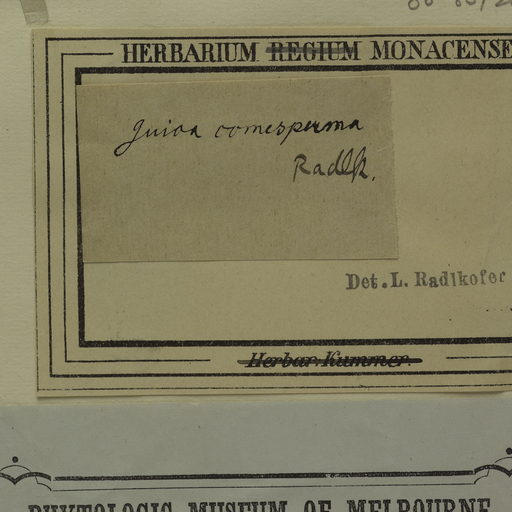 HERBARIUM REGIUM MONACENSE
Guioa comesperma
Radlk.
Det. L. Radlkofer
Herbar. Kummer.
PHYTOLOGIC MUSEUM OF MELBOURNE